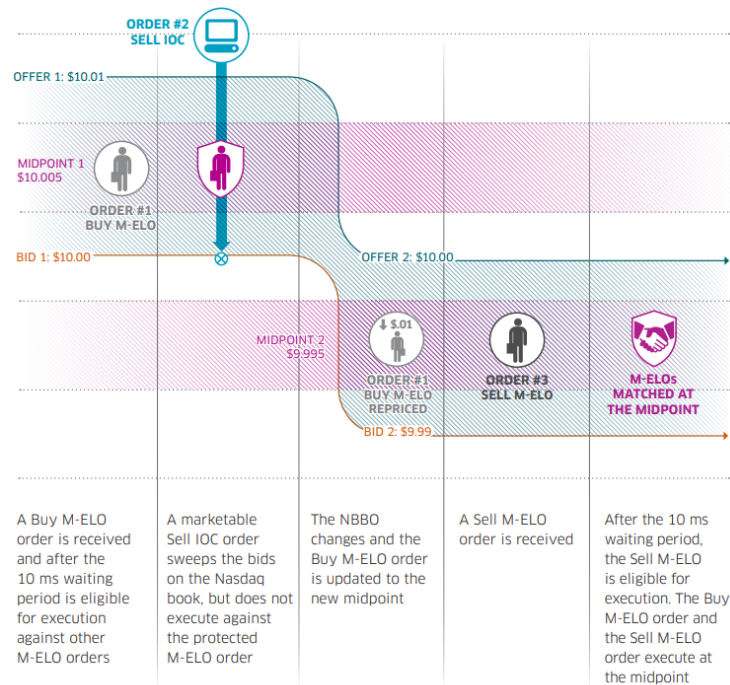 ORDER #2
SELL IOC
OFFER 1: $10.01
MIDPOINT 1
$10.005
ORDER #1
BUY M-ELO
BID 1: $10.00
OFFER 2: $10.00
MIDPOINT 2
$9.995
↓ $.01
ORDER #1
BUY M-ELO
REPRICED
ORDER #3
SELL M-ELO
M-ELOs
MATCHED AT
THE MIDPOINT
BID 2: $9.99
A Buy M-ELO
order is received
and after the
10 ms waiting
period is eligible
for execution
against other
M-ELO orders
A marketable
Sell IOC order
sweeps the bids
on the Nasdaq
book, but does not
execute against
the protected
M-ELO order
The NBBO
changes and the
Buy M-ELO order
is updated to the
new midpoint
A Sell M-ELO
order is received
After the 10 ms
waiting period,
the Sell M-ELO
is eligible for
execution. The Buy
M-ELO order and
the Sell M-ELO
order execute at
the midpoint